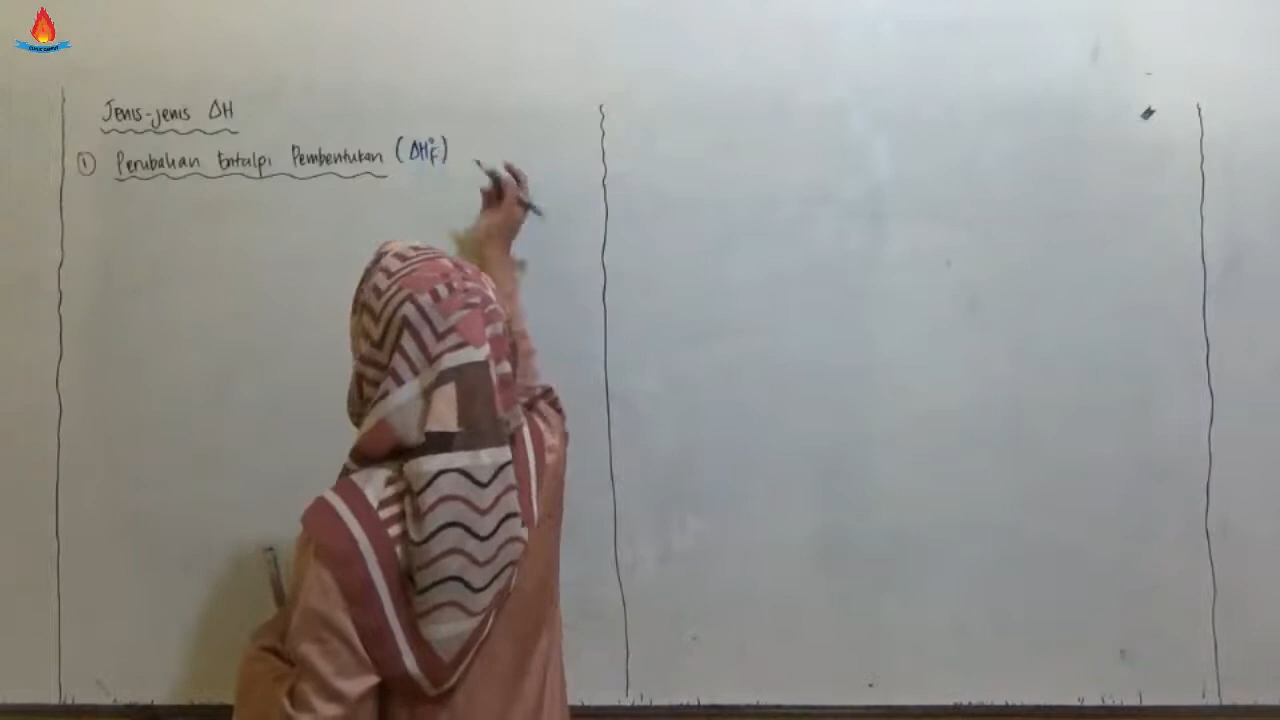 Jenis-jenis ΔH
① Perubahan Entalpi Pembentukan (ΔH°F)